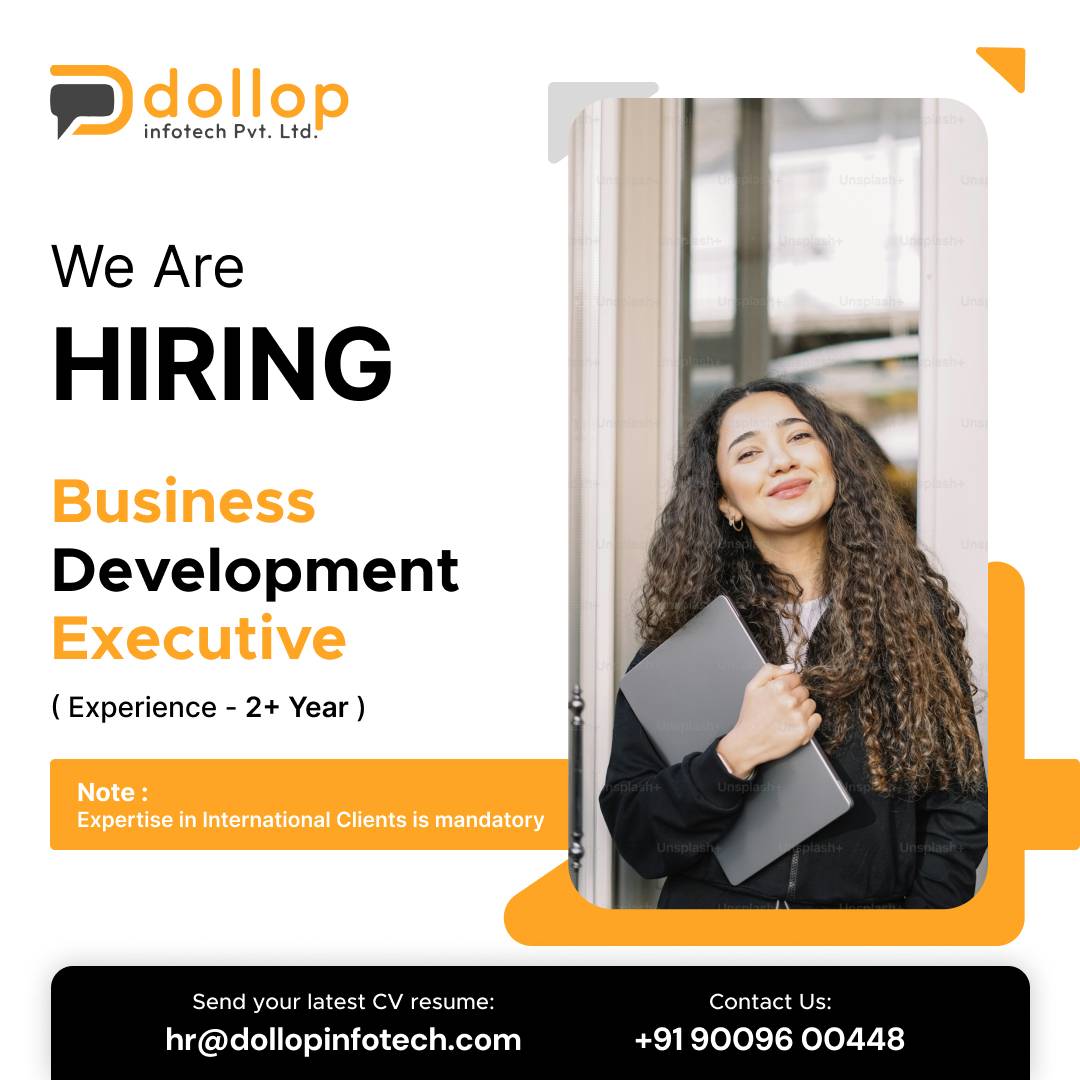 dollop
infotech Pvt. Ltd.
We Are
HIRING
Business
Development
Executive
( Experience - 2+ Year )
Note :
Expertise in International Clients is mandatory
Unsplash+
Send your latest CV resume:
hr@dollopinfotech.com
Contact Us:
+91 90096 00448